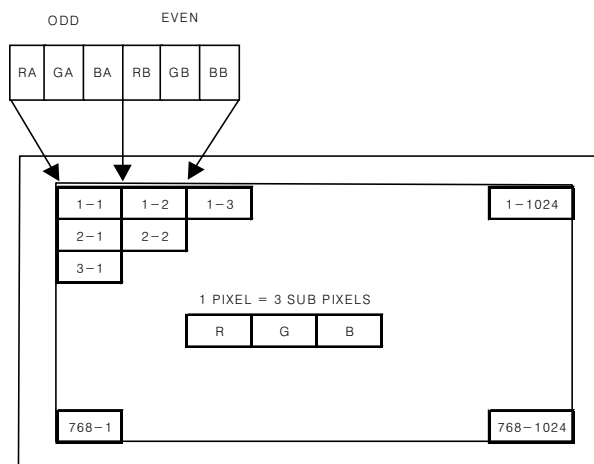 ODD EVEN
RA GA BA RB GB BB
1-1 1-2 1-3 1-1024
2-1 2-2
3-1
1 PIXEL = 3 SUB PIXELS
R G B
768-1 768-1024